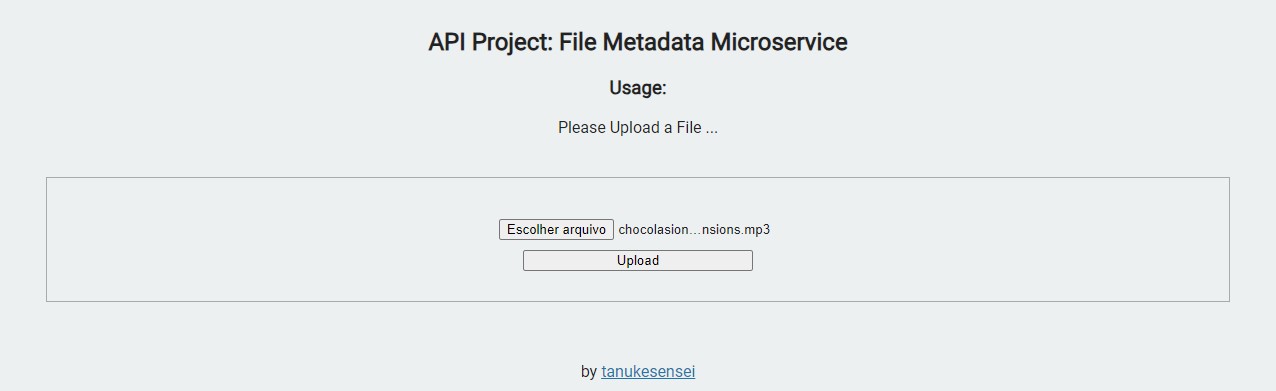 API Project: File Metadata Microservice
Usage:
Please Upload a File ...
Escolher arquivo chocolasion...nsions.mp3
Upload
by tanukesensei